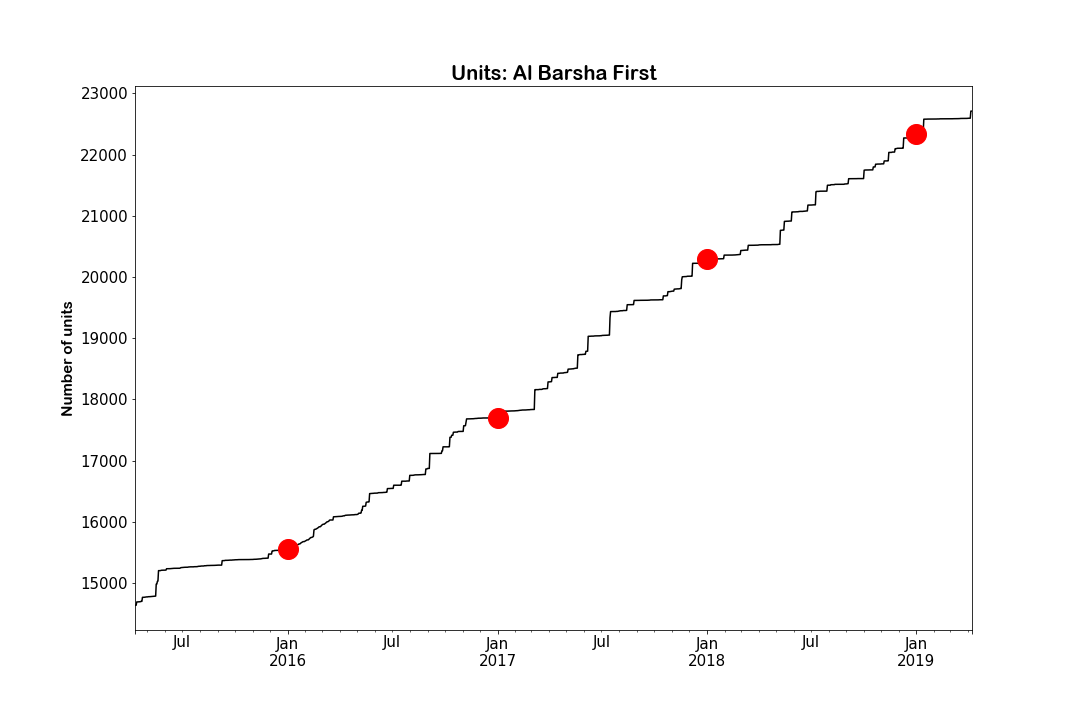 Units: Al Barsha First
23000
22000
21000
20000
19000
18000
17000
16000
15000
Number of units
Jul
Jan
2016
Jul
Jan
2017
Jul
Jan
2018
Jul
Jan
2019